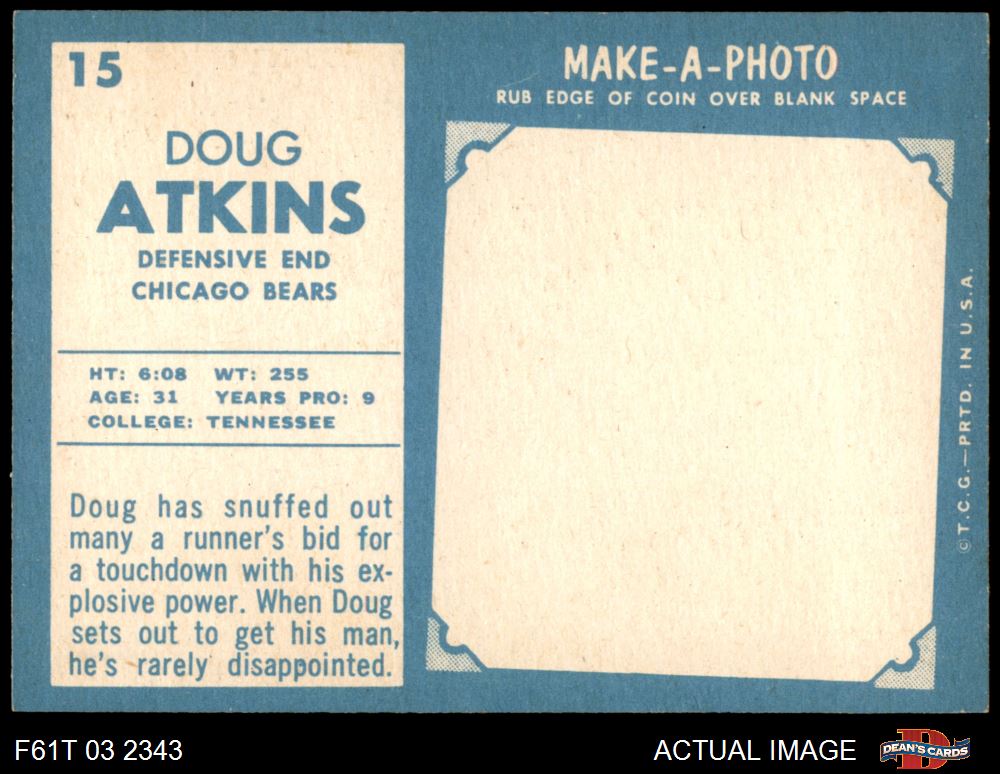 15
DOUG
ATKINS
DEFENSIVE END
CHICAGO BEARS
HT: 6:08 WT: 255
AGE: 31 YEARS PRO: 9
COLLEGE: TENNESSEE
Doug has snuffed out
many a runner's bid for
a touchdown with his ex-
plosive power. When Doug
sets out to get his man,
he's rarely disappointed.
MAKE-A-PHOTO
RUB EDGE OF COIN OVER BLANK SPACE
©T.C.G.—PRTD. IN U.S.A.
F61T 03 2343
ACTUAL IMAGE
DEAN'S CARDS